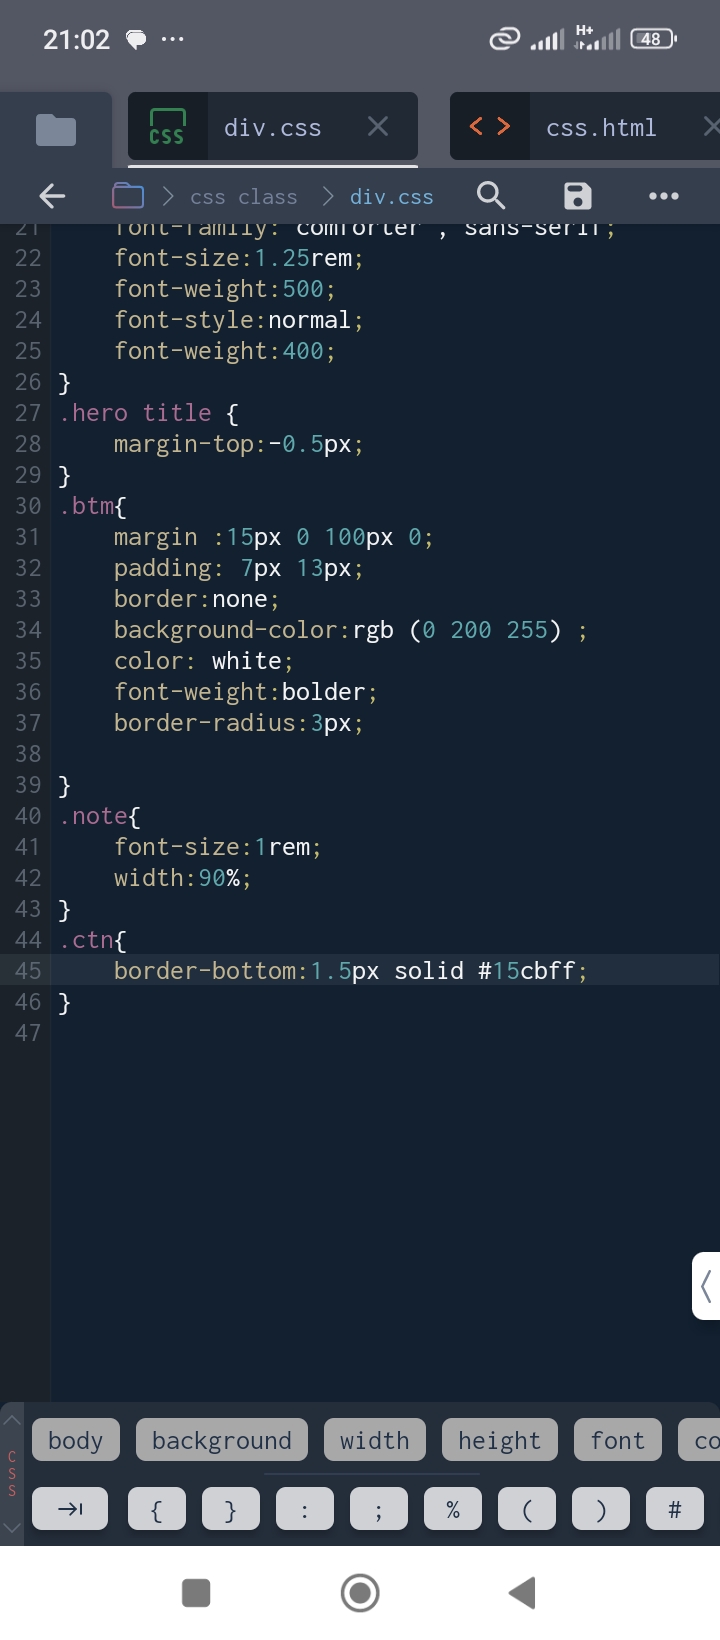 21:02 ... H+ 48
CSS div.css css.html
css class div.css
21 font-family: "comforter", sans-serif;
22 font-size:1.25rem;
23 font-weight:500;
24 font-style:normal;
25 font-weight:400;
26 }
27 .hero title {
28 margin-top:-0.5px;
29 }
30 .btm{
31 margin :15px 0 100px 0;
32 padding: 7px 13px;
33 border:none;
34 background-color:rgb (0 200 255) ;
35 color: white;
36 font-weight:bolder;
37 border-radius:3px;
38
39 }
40 .note{
41 font-size:1rem;
42 width:90%;
43 }
44 .ctn{
45 border-bottom:1.5px solid #15cbff;
46 }
47
CSS
body background width height font co
{ } : ; % ( ) #